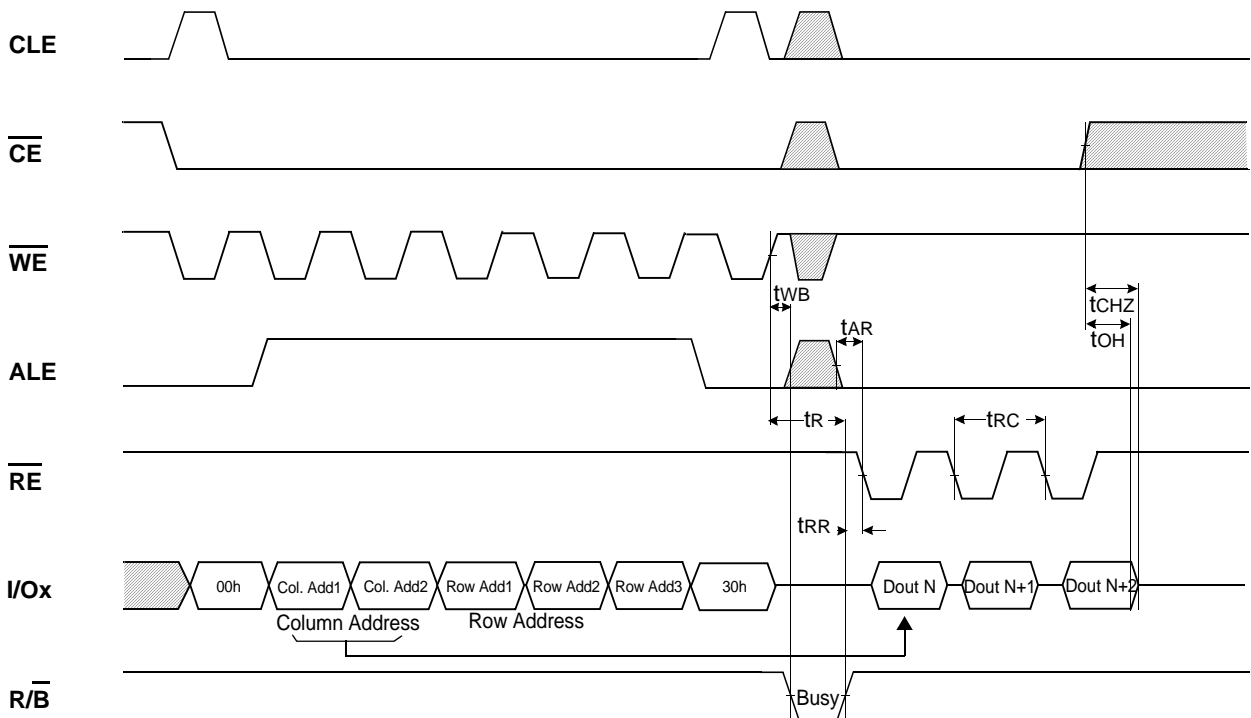 CLE
CE
WE
tWB
tCHZ
tAR
tOH
ALE
tR
tRC
RE
tRR
I/Ox
00h
Col. Add1
Col. Add2
Row Add1
Row Add2
Row Add3
30h
Dout N
Dout N+1
Dout N+2
Column Address
Row Address
R/B
Busy